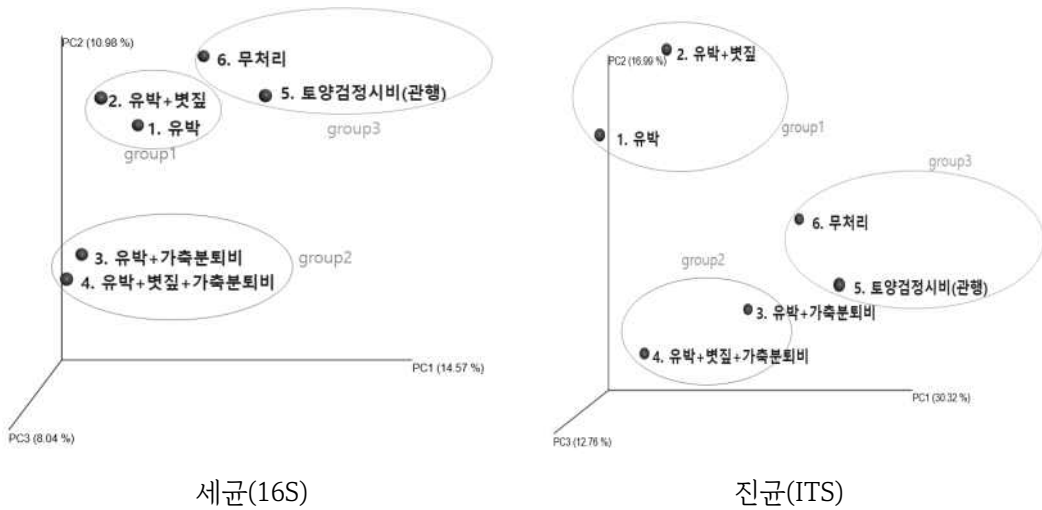 PC2 (10.98 %)
6. 무처리
2. 유박+볏짚
5. 토양검정시비(관행)
1. 유박
group3
group1
3. 유박+가축분퇴비
group2
4. 유박+볏짚+가축분퇴비
PC1 (14.57 %)
PC3 (8.04 %)
세균(16S)
PC2 (16.99 %)
2. 유박+볏짚
group1
1. 유박
group3
6. 무처리
group2
5. 토양검정시비(관행)
3. 유박+가축분퇴비
4. 유박+볏짚+가축분퇴비
PC1 (30.32 %)
PC3 (12.76 %)
진균(ITS)